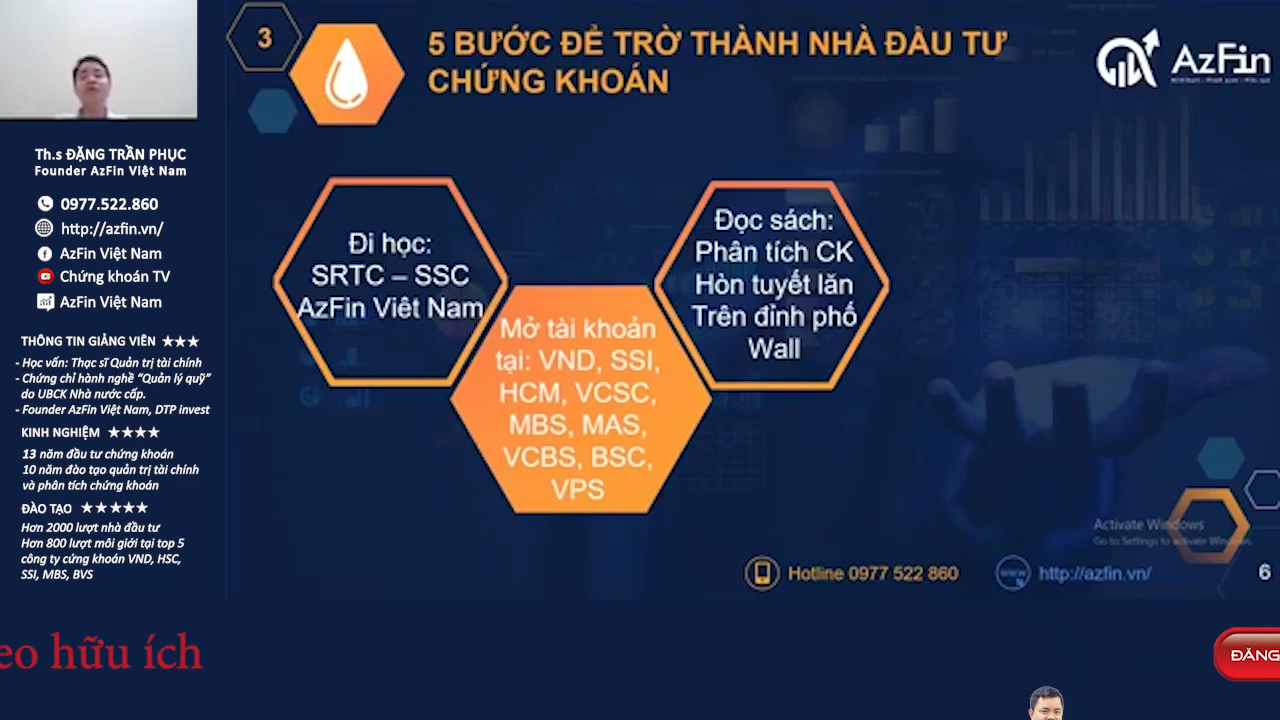 Th.s ĐẶNG TRẦN PHỤC
Founder AzFin Việt Nam
0977.522.860
http://azfin.vn/
AzFin Việt Nam
Chứng khoán TV
AzFin Việt Nam
THÔNG TIN GIẢNG VIÊN ★★★
- Học vấn: Thạc sĩ Quản trị tài chính
- Chứng chỉ hành nghề “Quản lý quỹ”
do UBCK Nhà nước cấp.
- Founder AzFin Việt Nam, DTP invest
KINH NGHIỆM ★★★★
13 năm đầu tư chứng khoán
10 năm đào tạo quản trị tài chính
và phân tích chứng khoán
ĐÀO TẠO ★★★★★
Hơn 2000 lượt nhà đầu tư
Hơn 800 lượt môi giới tại top 5
công ty cứng khoán VND, HSC,
SSI, MBS, BVS
3
5 BƯỚC ĐỂ TRỜ THÀNH NHÀ ĐẦU TƯ
CHỨNG KHOÁN
AzFin
Đi học:
SRTC – SSC
AzFin Việt Nam
Mở tài khoản
tại: VND, SSI,
HCM, VCSC,
MBS, MAS,
VCBS, BSC,
VPS
Đọc sách:
Phân tích CK
Hòn tuyết lăn
Trên đỉnh phố
Wall
Activate Windows
Go to Settings to activate Windows.
Hotline 0977 522 860
www
http://azfin.vn/
6
eo hữu ích
ĐĂNG